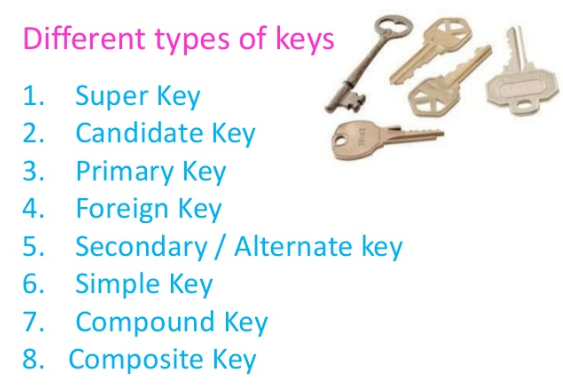 Different types of keys
1. Super Key
2. Candidate Key
3. Primary Key
4. Foreign Key
5. Secondary / Alternate key
6. Simple Key
7. Compound Key
8. Composite Key